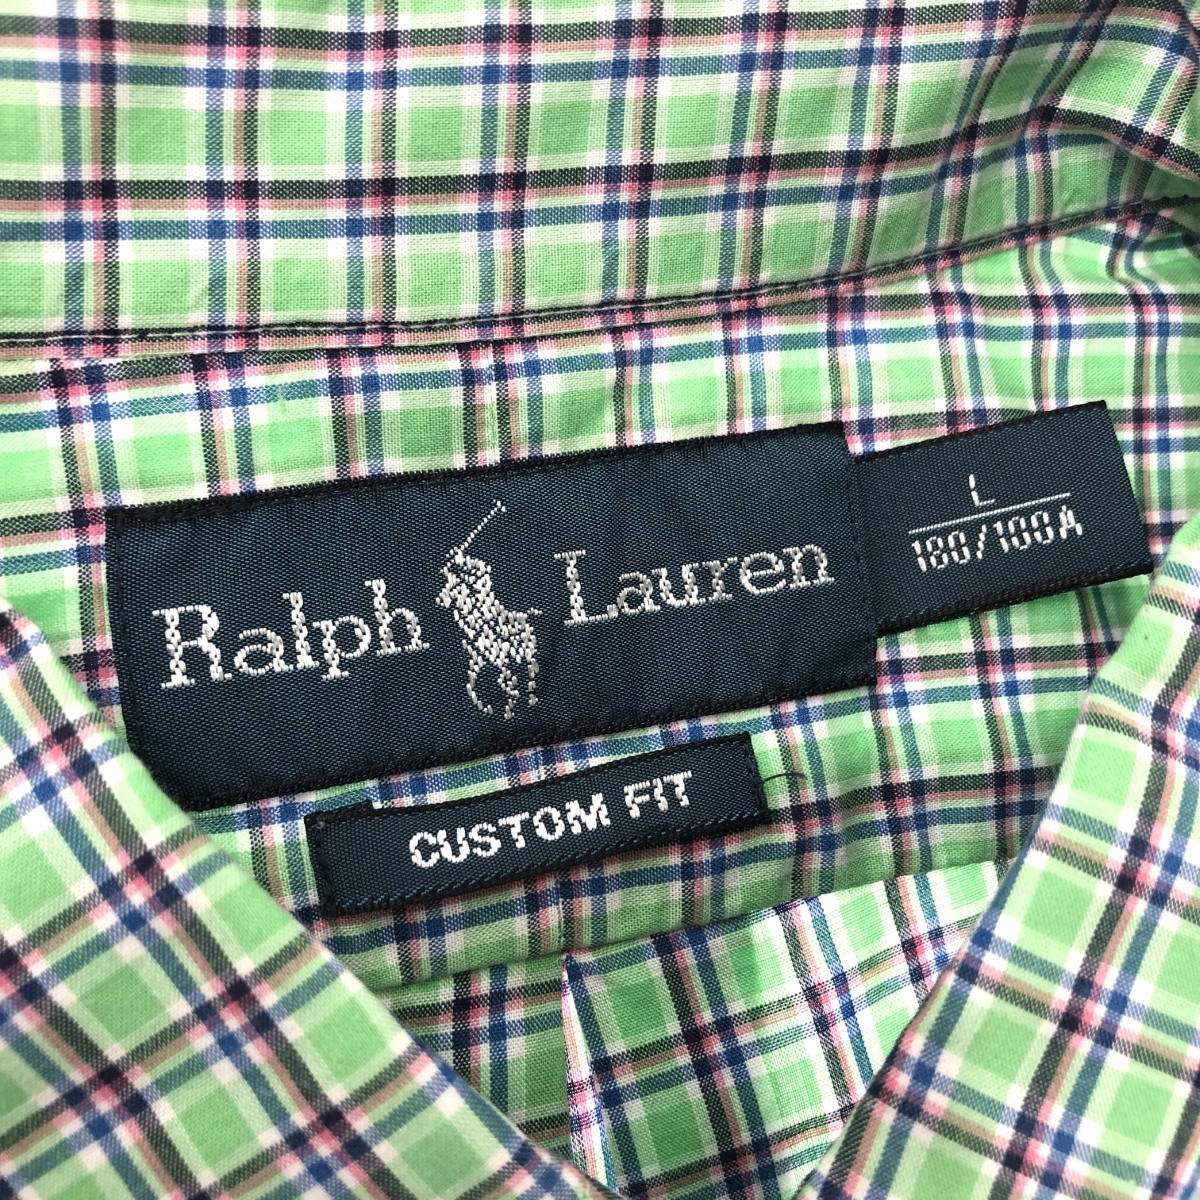 Ralph Lauren
L
180/100A
CUSTOM FIT